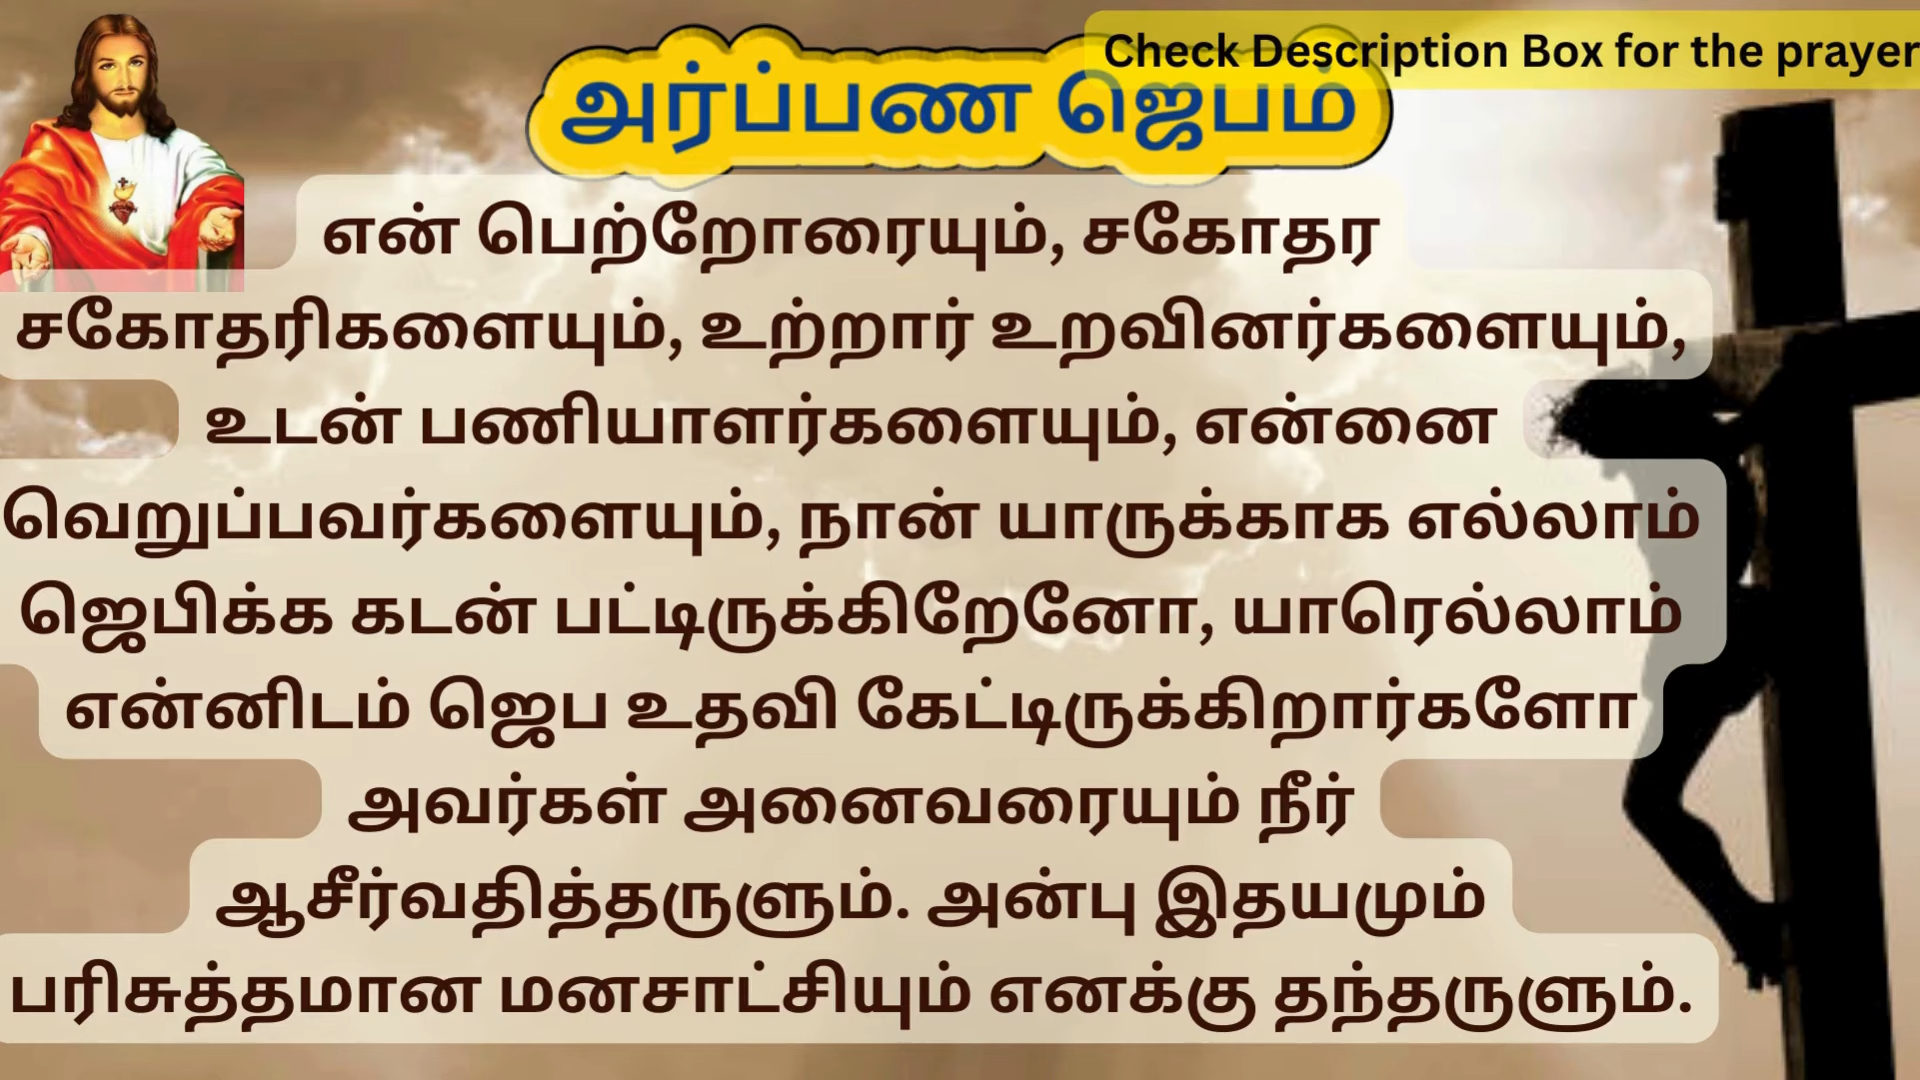 Check Description Box for the prayer
அர்ப்பண ஜெபம்
என் பெற்றோரையும், சகோதர
சகோதரிகளையும், உற்றார் உறவினர்களையும்,
உடன் பணியாளர்களையும், என்னை
வெறுப்பவர்களையும், நான் யாருக்காக எல்லாம்
ஜெபிக்க கடன் பட்டிருக்கிறேனோ, யாரெல்லாம்
என்னிடம் ஜெப உதவி கேட்டிருக்கிறார்களோ
அவர்கள் அனைவரையும் நீர்
ஆசீர்வதித்தருளும். அன்பு இதயமும்
பரிசுத்தமான மனசாட்சியும் எனக்கு தந்தருளும்.